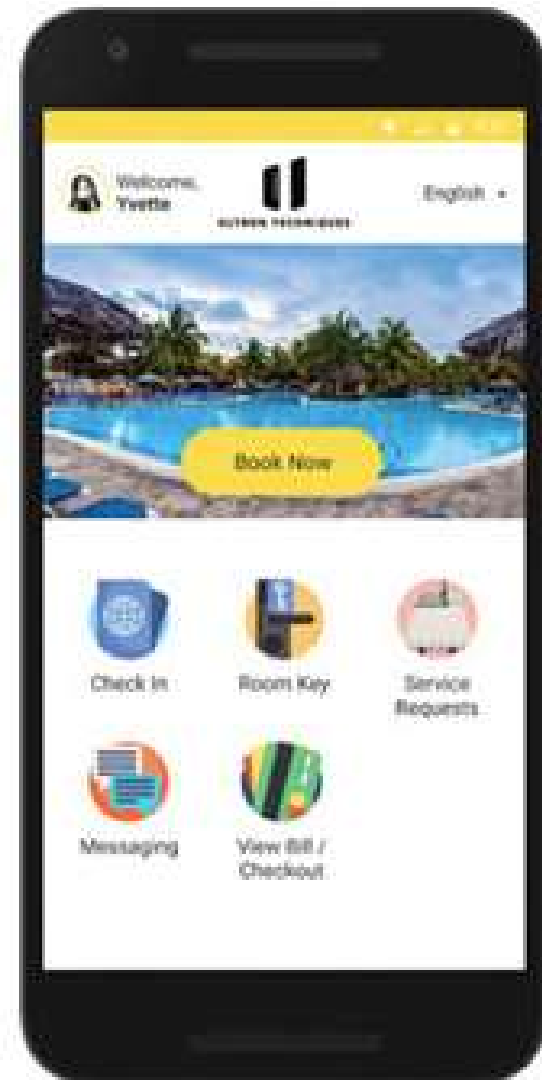 Welcome,
Yvette
English
Book Now
Check In
Room Key
Service
Requests
Messaging
View Bill /
Checkout